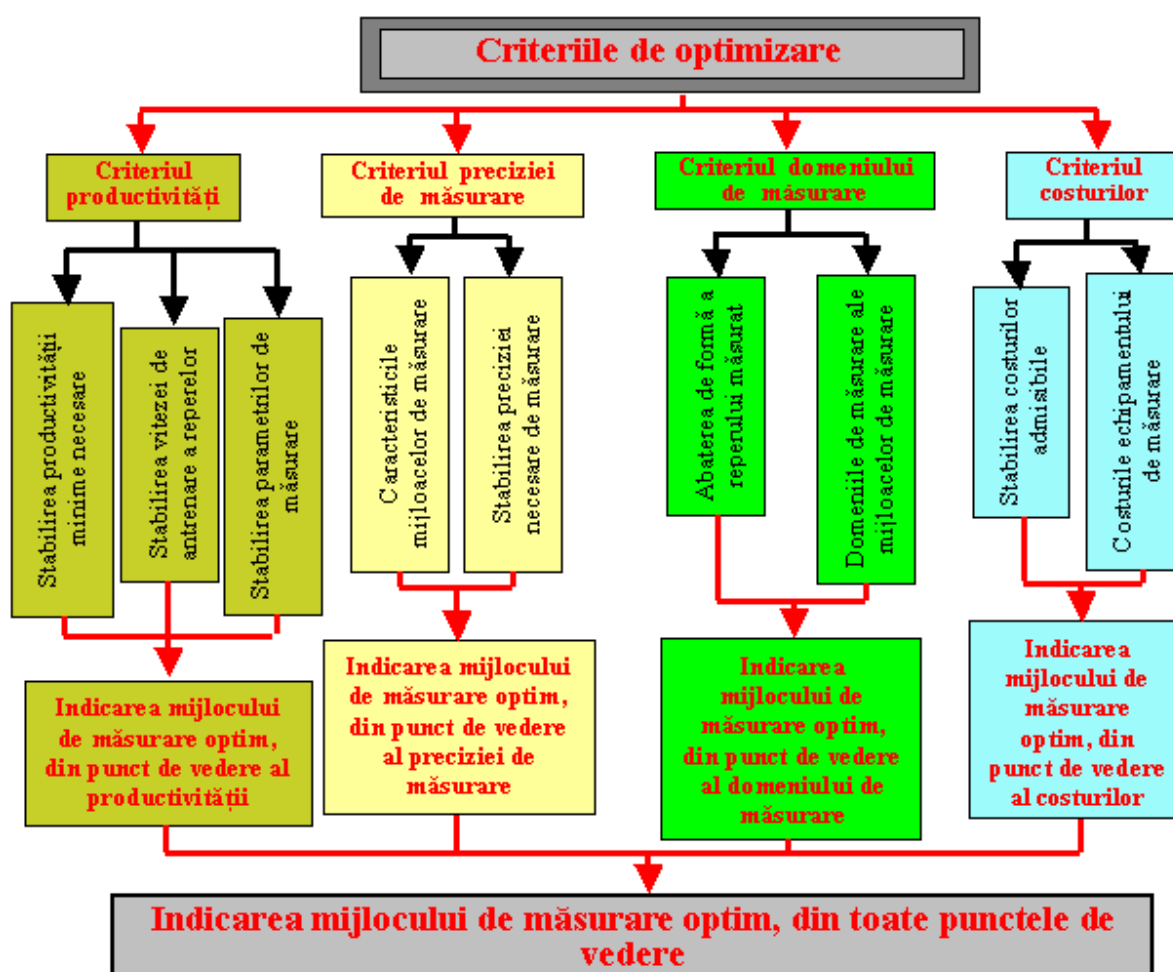 Criteriile de optimizare
Criteriul
productivități
Criteriul preciziei
de măsurare
Criteriul domeniului
de măsurare
Criteriul
costurilor
Stabilirea productivității
minime necesare
Stabilirea vitezei de
antrenare a reperelor
Stabilirea parametrilor de
măsurare
Caracteristicile
mijloacelor de măsurare
Stabilirea preciziei
necesare de măsurare
Abaterea de formă a
reperului măsurat
Domeniile de măsurare ale
mijloacelor de măsurare
Stabilirea costurilor
admisibile
Costurile echipamentului
de măsurare
Indicarea mijlocului
de măsurare optim,
din punct de vedere al
productivității
Indicarea mijlocului
de măsurare optim,
din punct de vedere
al preciziei de
măsurare
Indicarea
mijlocului de
măsurare optim,
din punct de vedere
al domeniului de
măsurare
Indicarea
mijlocului de
măsurare
optim, din
punct de vedere
al costurilor
Indicarea mijlocului de măsurare optim, din toate punctele de
vedere